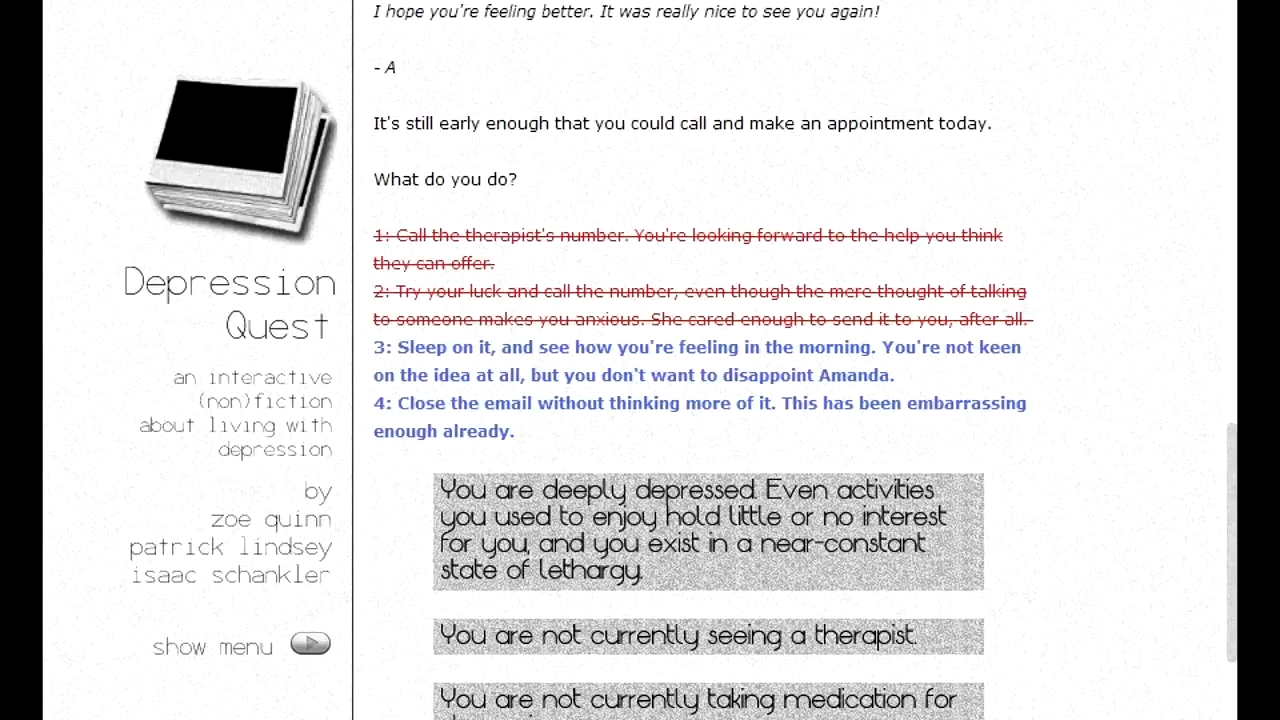 I hope you're feeling better. It was really nice to see you again!
- A
It's still early enough that you could call and make an appointment today.
What do you do?
1: Call the therapist's number. You're looking forward to the help you think
they can offer.
2: Try your luck and call the number, even though the mere thought of talking
to someone makes you anxious. She cared enough to send it to you, after all.
3: Sleep on it, and see how you're feeling in the morning. You're not keen
on the idea at all, but you don't want to disappoint Amanda.
4: Close the email without thinking more of it. This has been embarrassing
enough already.
You are deeply depressed. Even activities
you used to enjoy hold little or no interest
for you, and you exist in a near-constant
state of lethargy.
You are not currently seeing a therapist.
You are not currently taking medication for
Depression
Quest
an interactive
(non)fiction
about living with
depression
by
zoe quinn
patrick lindsey
isaac schankler
show menu